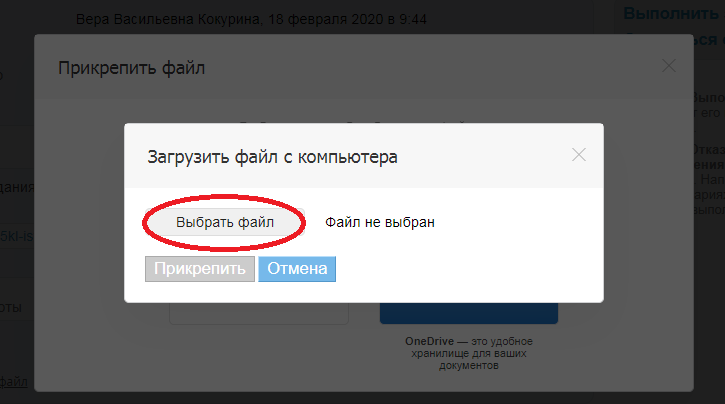 Вера Васильевна Кокурина, 18 февраля 2020 в 9:44
Выполнить
Прикрепить файл
Загрузить файл с компьютера
Выбрать файл
Файл не выбран
Прикрепить
Отмена
OneDrive — это удобное
хранилище для ваших
документов
файл